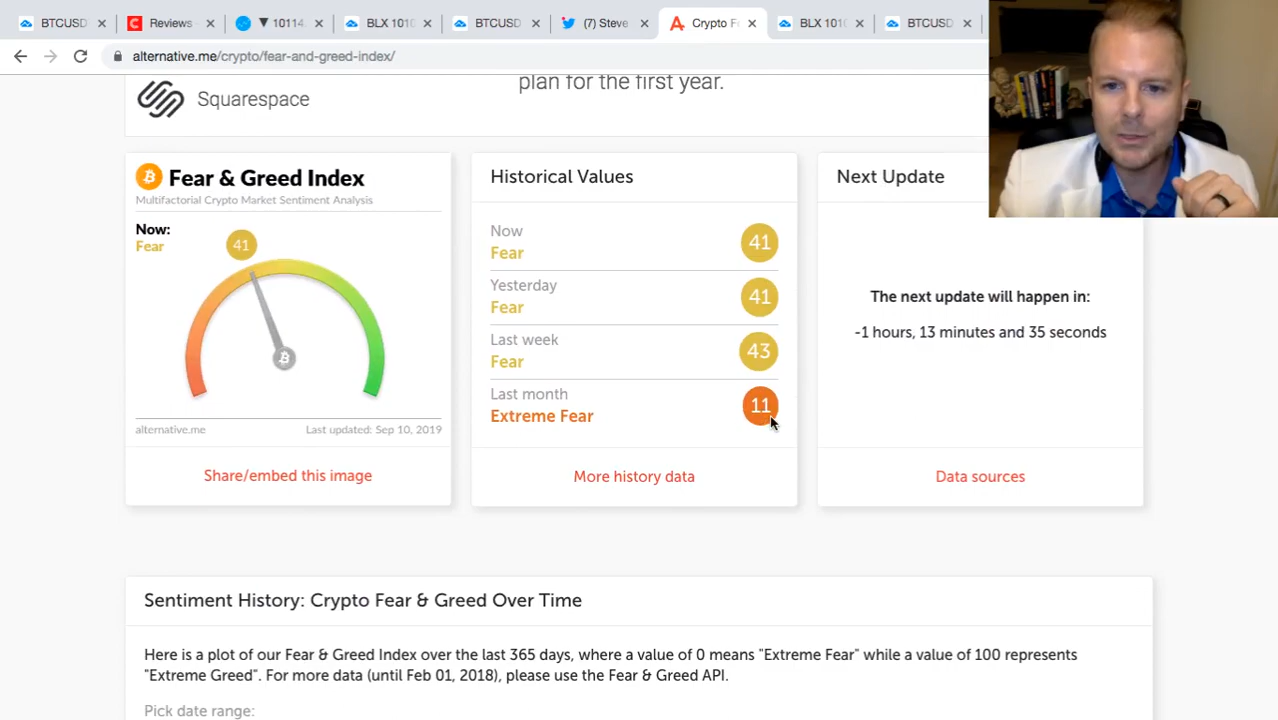 BTCUSD
Reviews
▼ 10114.
BLX 1010
BTCUSD
(7) Steve
Crypto F
BLX 1010
BTCUSD
alternative.me/crypto/fear-and-greed-index/
plan for the first year.
Squarespace
Fear & Greed Index
Multifactorial Crypto Market Sentiment Analysis
Now:
Fear
41
alternative.me
Last updated: Sep 10, 2019
Share/embed this image
Historical Values
Now
Fear
41
Yesterday
Fear
41
Last week
Fear
43
Last month
Extreme Fear
11
More history data
Next Update
The next update will happen in:
-1 hours, 13 minutes and 35 seconds
Data sources
Sentiment History: Crypto Fear & Greed Over Time
Here is a plot of our Fear & Greed Index over the last 365 days, where a value of 0 means "Extreme Fear" while a value of 100 represents
"Extreme Greed". For more data (until Feb 01, 2018), please use the Fear & Greed API.
Pick date range: